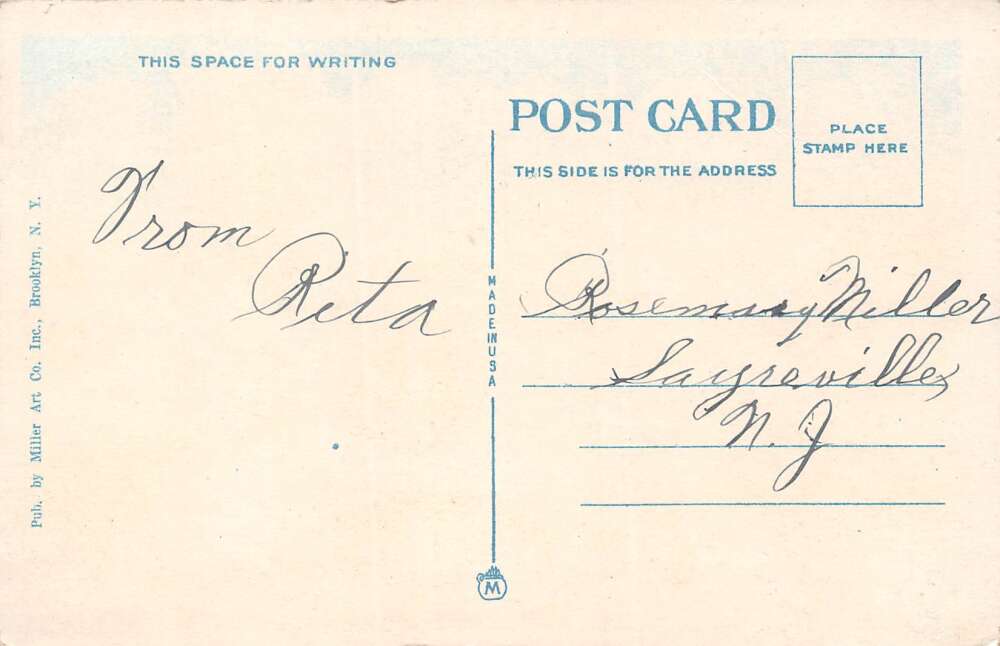 THIS SPACE FOR WRITING
From
Rita
Pub. by Miller Art Co. Inc., Brooklyn, N. Y.
MADE IN USA
M
POST CARD
THIS SIDE IS FOR THE ADDRESS
PLACE
STAMP HERE
Rosemary Miller
Sayreville,
N. J